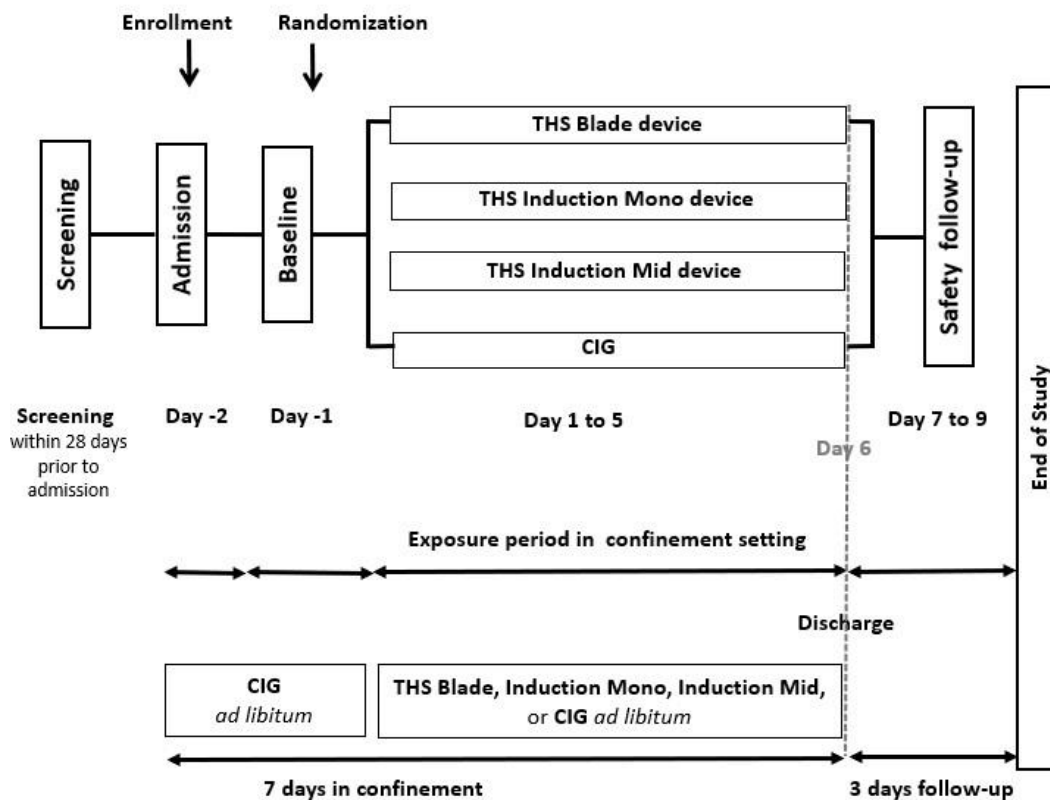 Enrollment
Randomization
Screening
Admission
Baseline
THS Blade device
THS Induction Mono device
THS Induction Mid device
CIG
Safety follow-up
End of Study
Screening
within 28 days
prior to
admission
Day -2
Day -1
Day 1 to 5
Day 6
Day 7 to 9
Exposure period in confinement setting
Discharge
CIG
ad libitum
THS Blade, Induction Mono, Induction Mid,
or CIG ad libitum
7 days in confinement
3 days follow-up